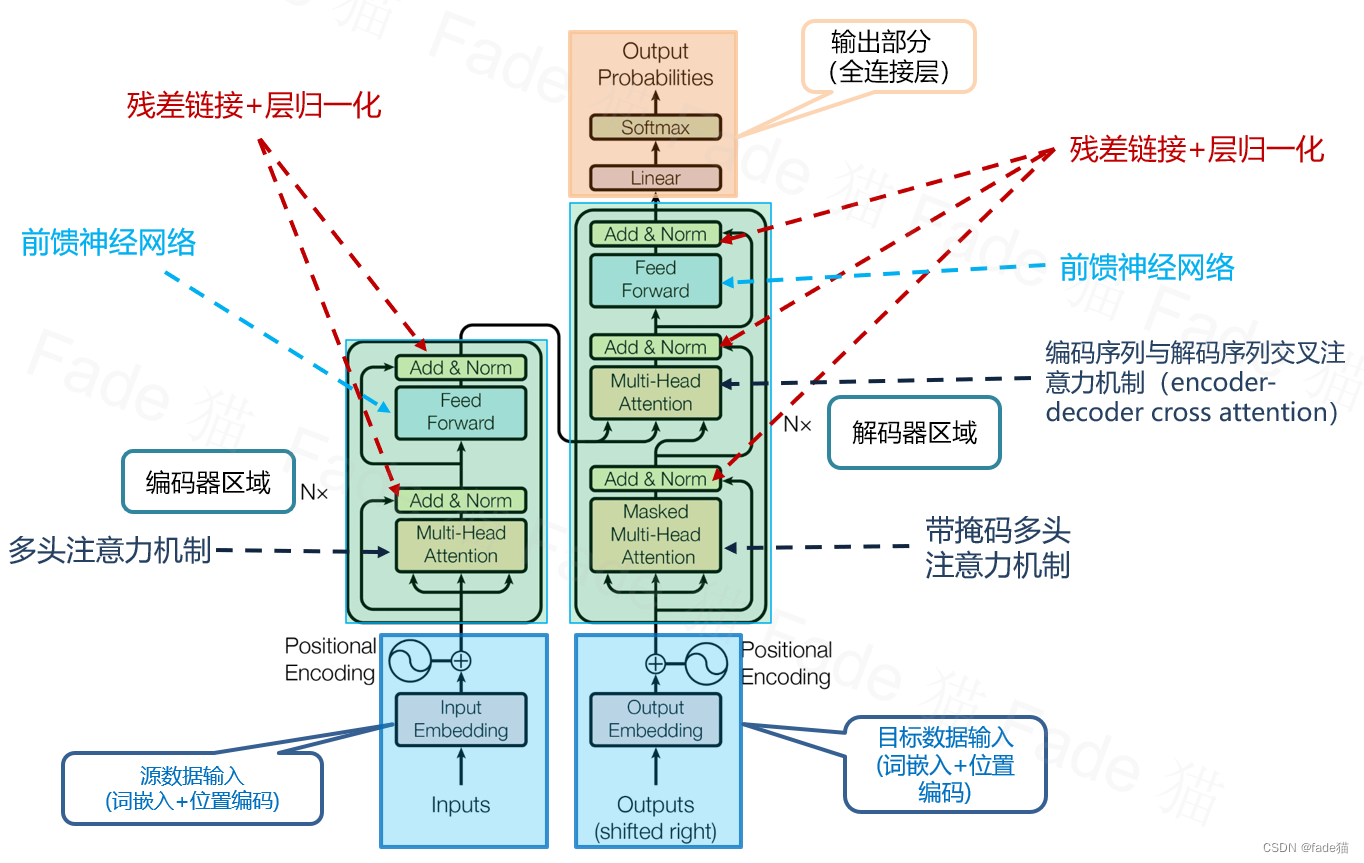 输出部分
（全连接层）
Output
Probabilities
Softmax
Linear
残差链接+层归一化
残差链接+层归一化
前馈神经网络
前馈神经网络
Add & Norm
Feed
Forward
Add & Norm
Multi-Head
Attention
编码序列与解码序列交叉注
意力机制（encoder-
decoder cross attention）
N×
解码器区域
Add & Norm
Masked
Multi-Head
Attention
带掩码多头
注意力机制
Add & Norm
Feed
Forward
编码器区域
N×
Add & Norm
Multi-Head
Attention
多头注意力机制
Positional
Encoding
Input
Embedding
源数据输入
(词嵌入+位置编码)
Inputs
Positional
Encoding
Output
Embedding
目标数据输入
(词嵌入+位置
编码)
Outputs
(shifted right)
Fade 猫
CSDN @fade猫